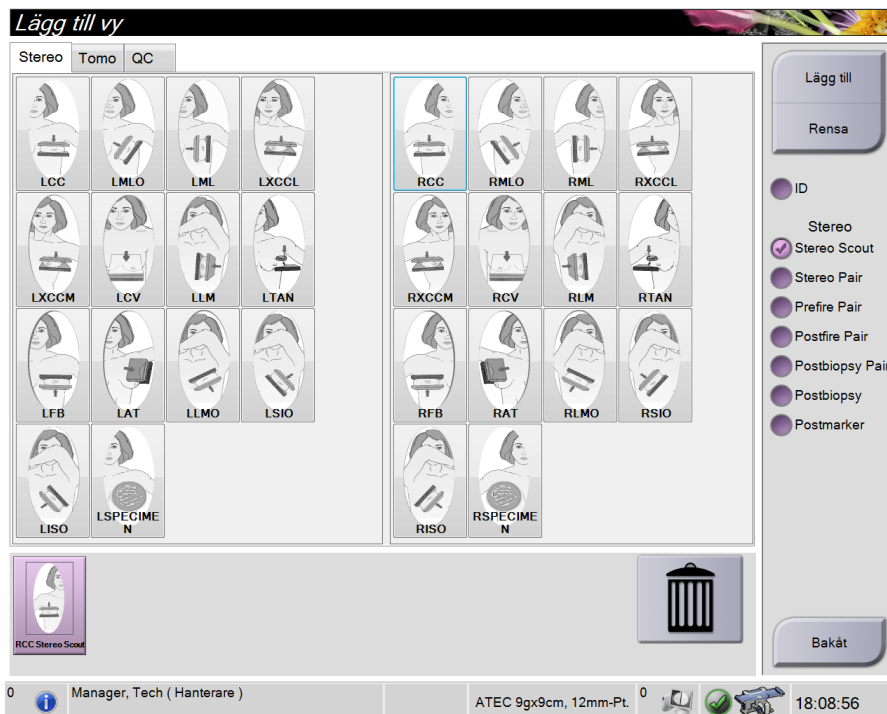 Lägg till vy
Stereo Tomo QC
LCC LMLO LML LXCCL
RCC RMLO RML RXCCL
LXCCM LCV LLM LTAN
RXCCM RCV RLM RTAN
LFB LAT LLMO LSIO
RFB RAT RLMO RSIO
LISO LSPECIME
N
RISO RSPECIME
N
RCC Stereo Scout
Lägg till
Rensa
ID
Stereo
Stereo Scout
Stereo Pair
Prefire Pair
Postfire Pair
Postbiopsy Pair
Postbiopsy
Postmarker
Bakåt
0 Manager, Tech ( Hanterare ) ATEC 9gx9cm, 12mm-Pt. 0 18:08:56